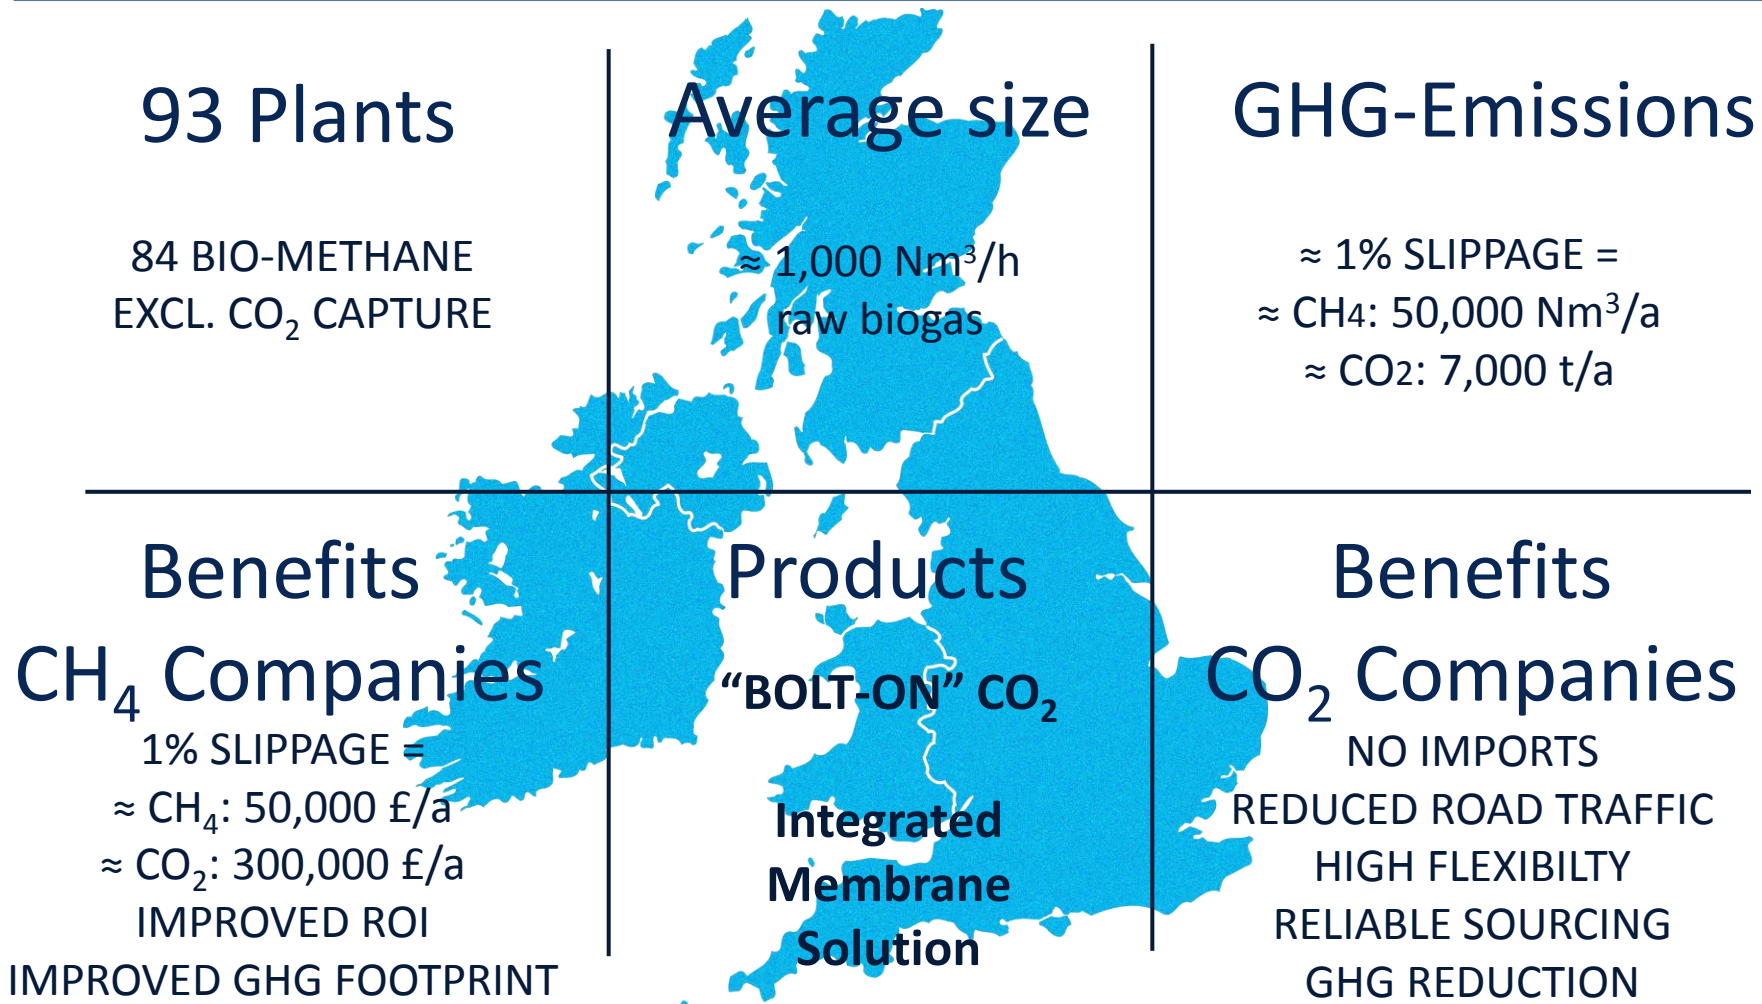 93 Plants
84 BIO-METHANE
EXCL. CO₂ CAPTURE
Average size
≈ 1,000 Nm³/h
raw biogas
GHG-Emissions
≈ 1% SLIPPAGE =
≈ CH4: 50,000 Nm³/a
≈ CO2: 7,000 t/a
Benefits
CH₄ Companies
1% SLIPPAGE =
≈ CH₄: 50,000 £/a
≈ CO₂: 300,000 £/a
IMPROVED ROI
IMPROVED GHG FOOTPRINT
Products
“BOLT-ON” CO₂
Integrated
Membrane
Solution
Benefits
CO₂ Companies
NO IMPORTS
REDUCED ROAD TRAFFIC
HIGH FLEXIBILTY
RELIABLE SOURCING
GHG REDUCTION